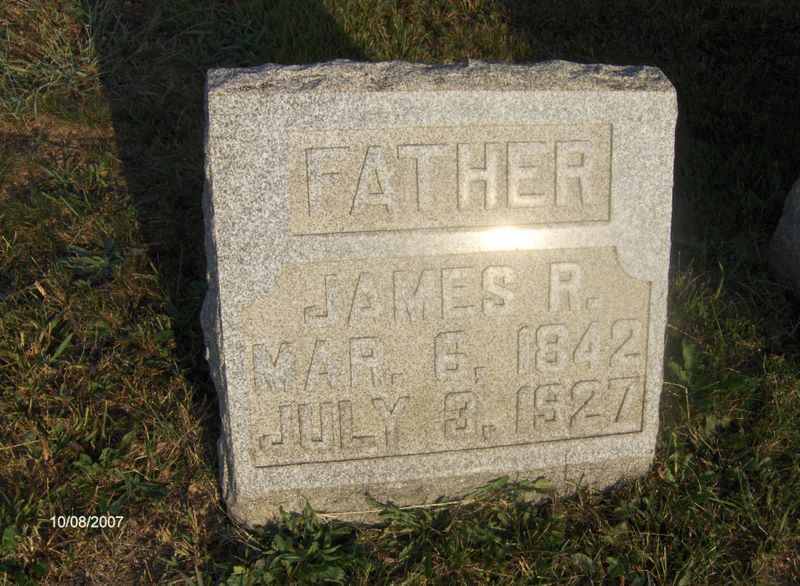 FATHER
JAMES R.
MAR. 6, 1842
JULY 3, 1927
10/08/2007